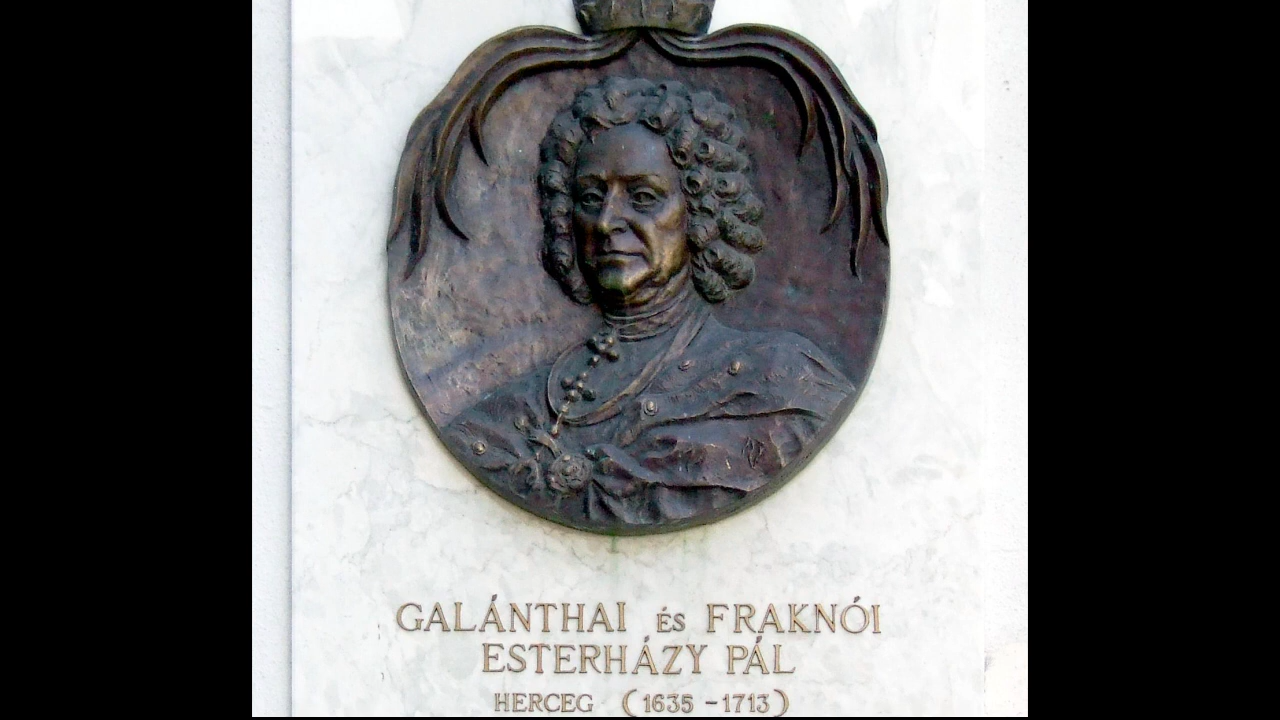 GALÁNTHAI ÉS FRAKNÓI
ESTERHÁZY PÁL
HERCEG (1635 - 1713)